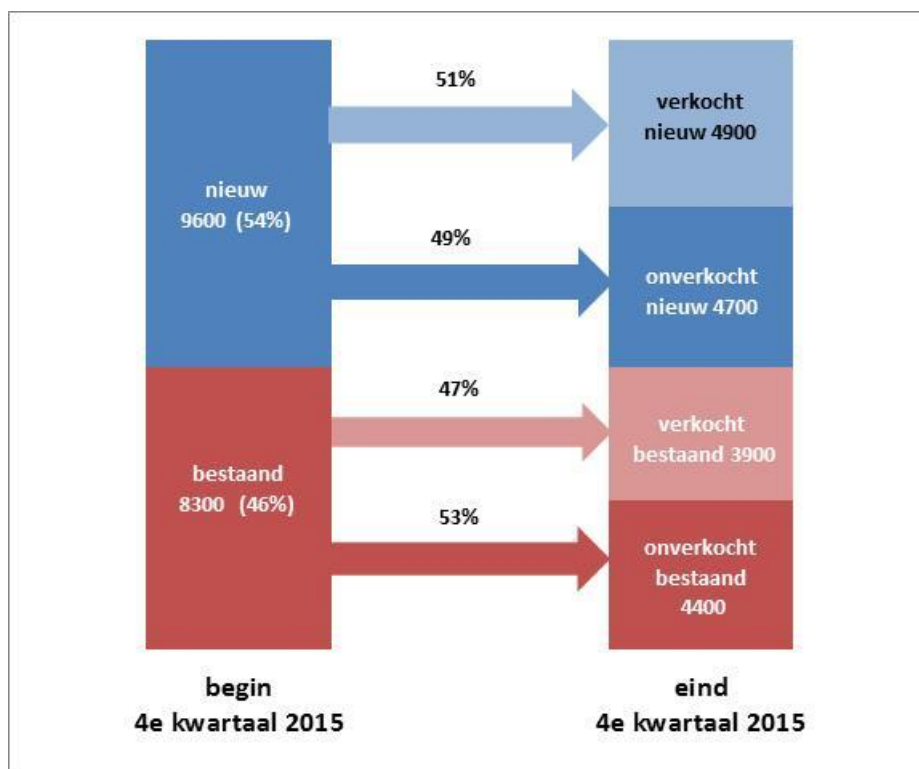 51%
verkocht
nieuw 4900
nieuw
9600 (54%)
49%
onverkocht
nieuw 4700
47%
verkocht
bestaand 3900
bestaand
8300 (46%)
53%
onverkocht
bestaand
4400
begin
4e kwartaal 2015
eind
4e kwartaal 2015